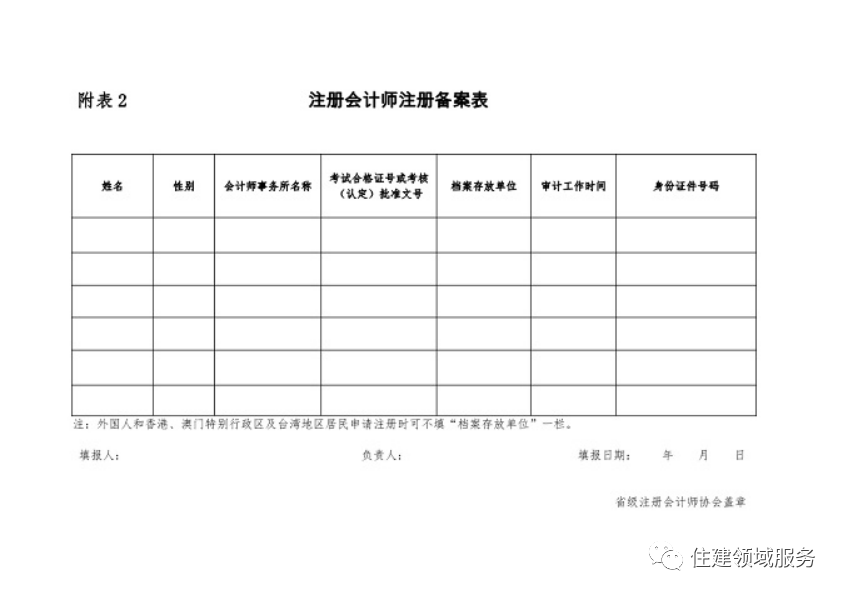 附表2
注册会计师注册备案表
姓名 性别 会计师事务所名称 考试合格证号或考核（认定）批准文号 档案存放单位 审计工作时间 身份证件号码
注：外国人和香港、澳门特别行政区及台湾地区居民申请注册时可不填“档案存放单位”一栏。
填报人： 负责人： 填报日期： 年 月 日
省级注册会计师协会盖章
住建领域服务